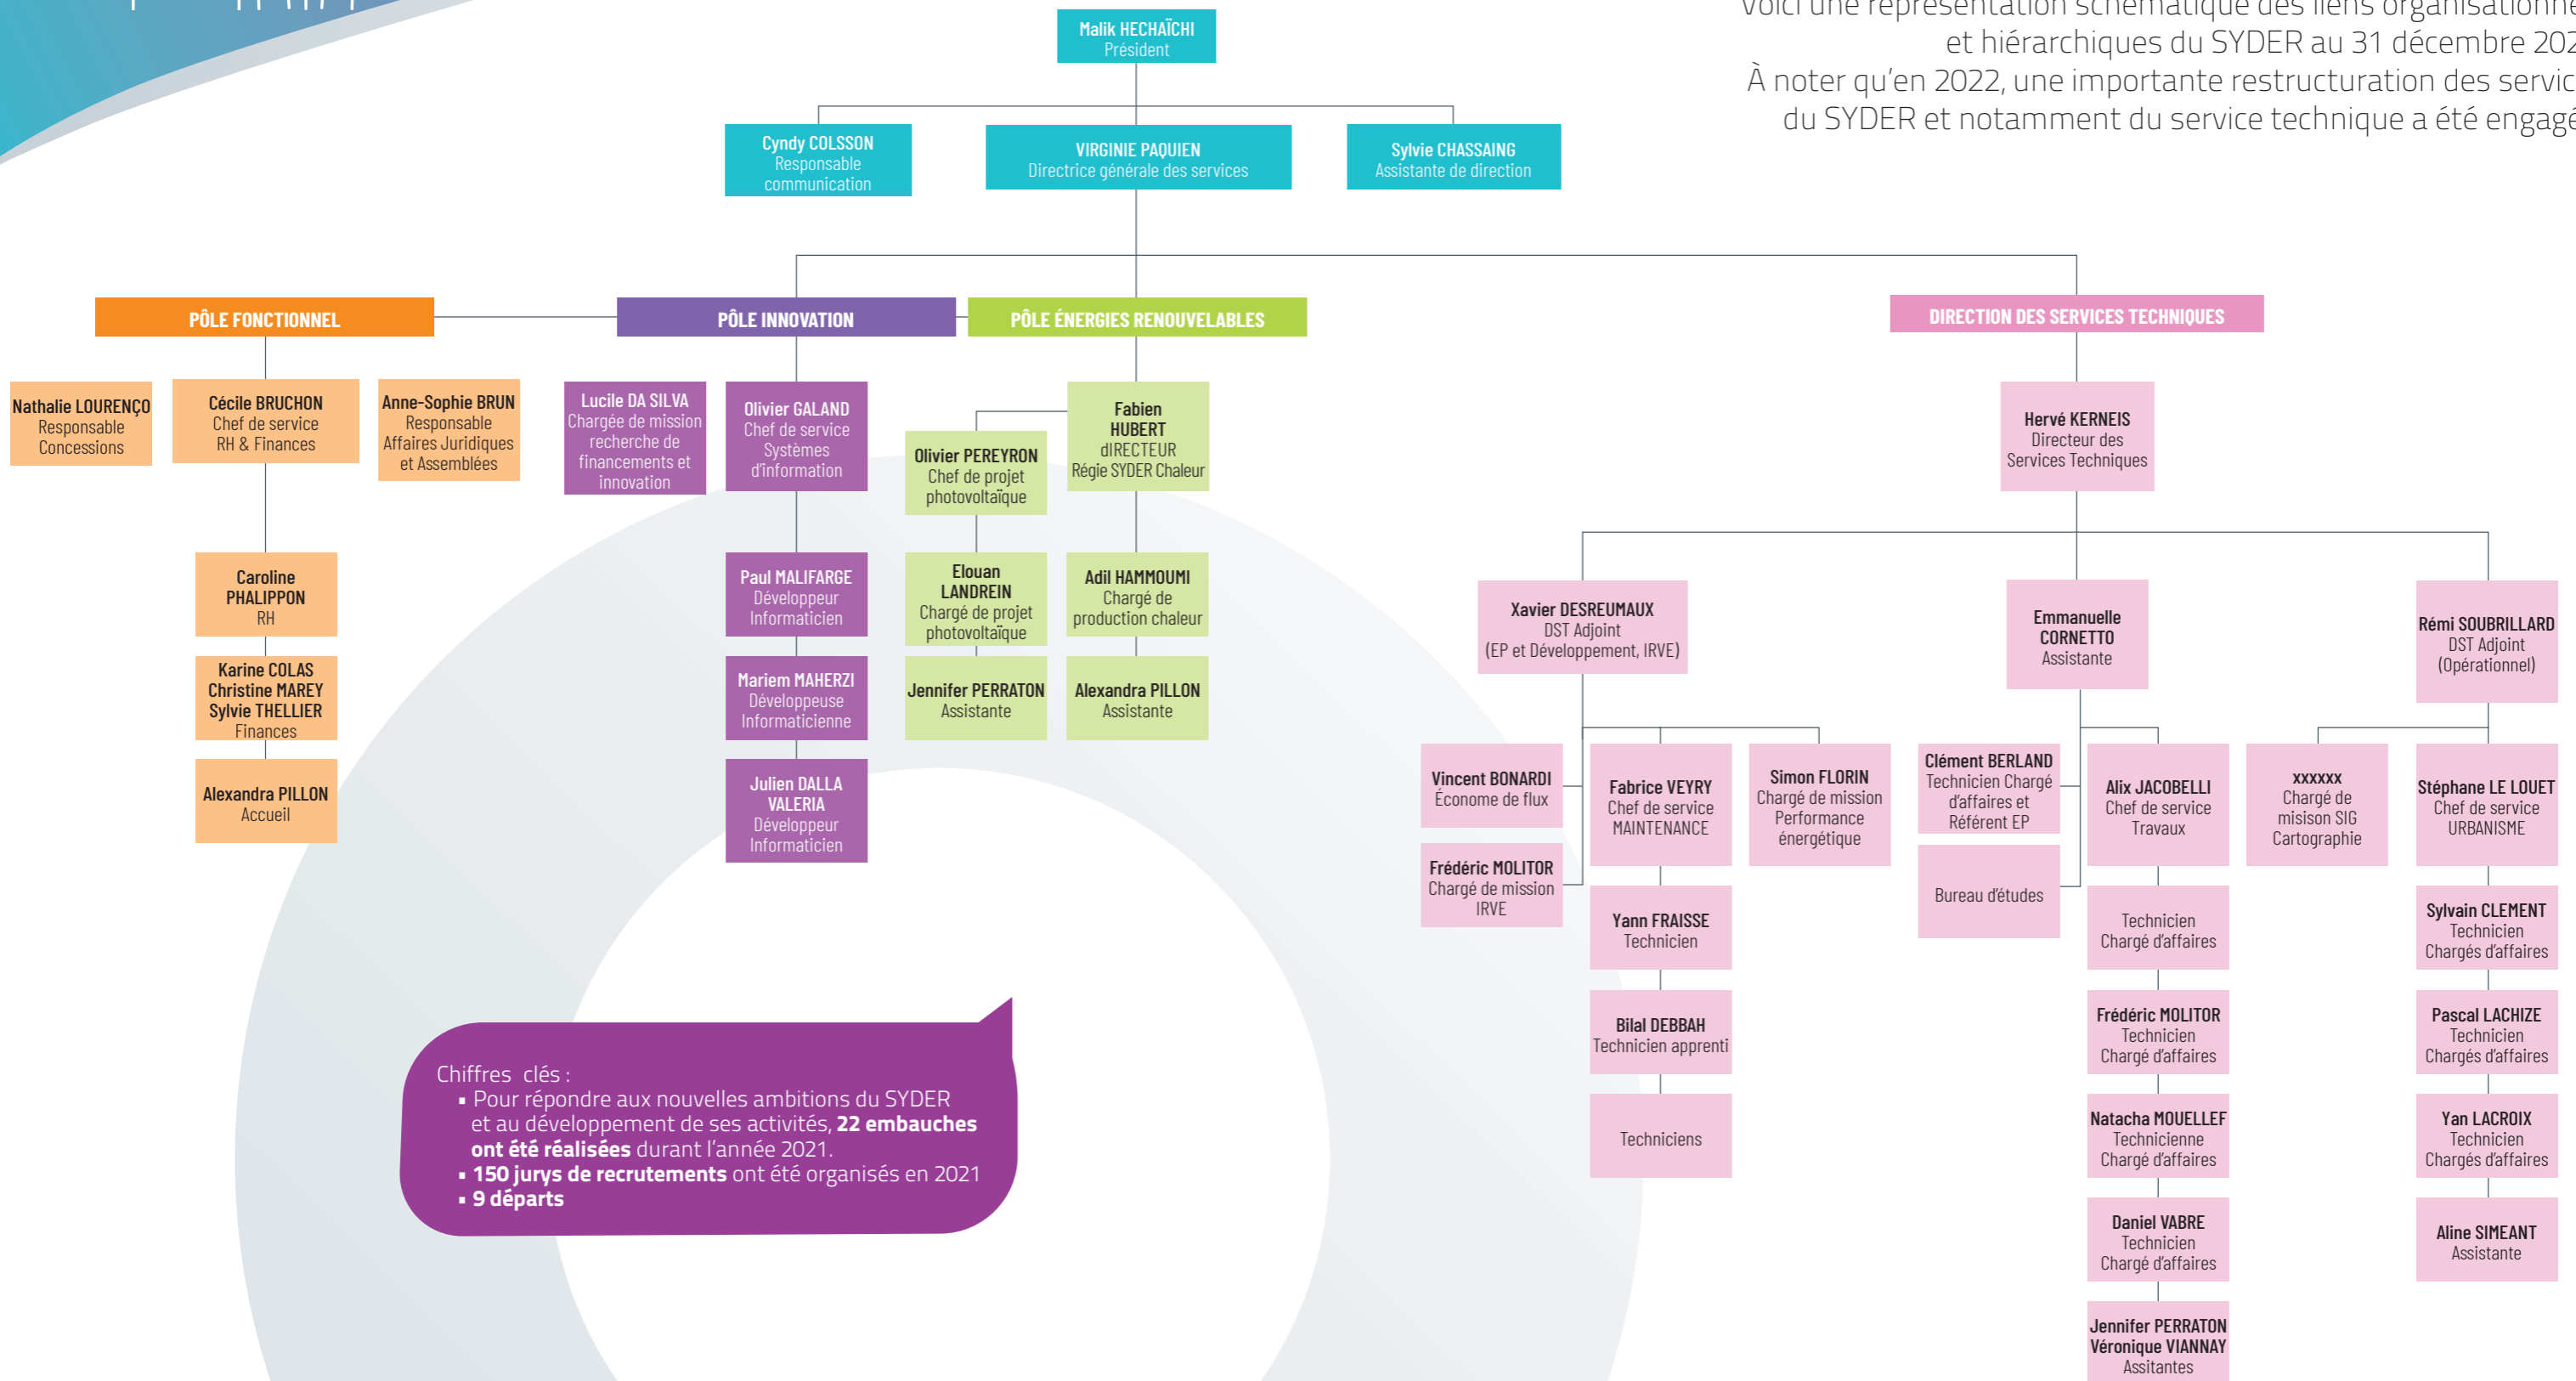 Voici une représentation schématique des liens
et hiérarchiques du SYDER au 31 décembre
À noter qu'en 2022, une importante restructuration des
du SYDER et notamment du service technique a été
Malik HECHAÏCHI
Président
Cyndy COLSSON
Responsable
communication
VIRGINIE PAQUIEN
Directrice générale des services
Sylvie CHASSAING
Assistante de direction
PÔLE FONCTIONNEL
PÔLE INNOVATION
PÔLE ÉNERGIES RENOUVELABLES
DIRECTION DES SERVICES TECHNIQUES
Nathalie LOURENÇO
Responsable
Concessions
Cécile BRUCHON
Chef de service
RH & Finances
Anne-Sophie BRUN
Responsable
Affaires Juridiques
et Assemblées
Caroline
PHALIPPON
RH
Karine COLAS
Christine MAREY
Sylvie THELLIER
Finances
Alexandra PILLON
Accueil
Lucile DA SILVA
Chargée de mission
recherche de
financements et
innovation
Olivier GALAND
Chef de service
Systèmes
d'information
Paul MALIFARGE
Développeur
Informaticien
Mariem MAHERZI
Développeuse
Informaticienne
Julien DALLA
VALERIA
Développeur
Informaticien
Olivier PEREYRON
Chef de projet
photovoltaïque
Elouan
LANDREIN
Chargé de projet
photovoltaïque
Jennifer PERRATON
Assistante
Fabien
HUBERT
dIRECTEUR
Régie SYDER Chaleur
Adil HAMMOUMI
Chargé de
production chaleur
Alexandra PILLON
Assistante
Hervé KERNEIS
Directeur des
Services Techniques
Xavier DESREUMAUX
DST Adjoint
(EP et Développement, IRVE)
Emmanuelle
CORNETTO
Assistante
Rémi SOUBRILLARD
DST Adjoint
(Opérationnel)
Vincent BONARDI
Économe de flux
Frédéric MOLITOR
Chargé de mission
IRVE
Fabrice VEYRY
Chef de service
MAINTENANCE
Yann FRAISSE
Technicien
Bilal DEBBAH
Technicien apprenti
Techniciens
Simon FLORIN
Chargé de mission
Performance
énergétique
Clément BERLAND
Technicien Chargé
d'affaires et
Référent EP
Bureau d'études
Alix JACOBELLI
Chef de service
Travaux
Technicien
Chargé d'affaires
Frédéric MOLITOR
Technicien
Chargé d'affaires
Natacha MOUELLEF
Technicienne
Chargé d'affaires
Daniel VABRE
Technicien
Chargé d'affaires
Jennifer PERRATON
Véronique VIANNAY
Assitantes
xxxxxx
Chargé de
misison SIG
Cartographie
Stéphane LE LOUET
Chef de service
URBANISME
Sylvain CLEMENT
Technicien
Chargés d'affaires
Pascal LACHIZE
Technicien
Chargés d'affaires
Yan LACROIX
Technicien
Chargés d'affaires
Aline SIMEANT
Assistante
Chiffres clés :
▪ Pour répondre aux nouvelles ambitions du SYDER
et au développement de ses activités, 22 embauches
ont été réalisées durant l'année 2021.
▪ 150 jurys de recrutements ont été organisés en 2021
▪ 9 départs